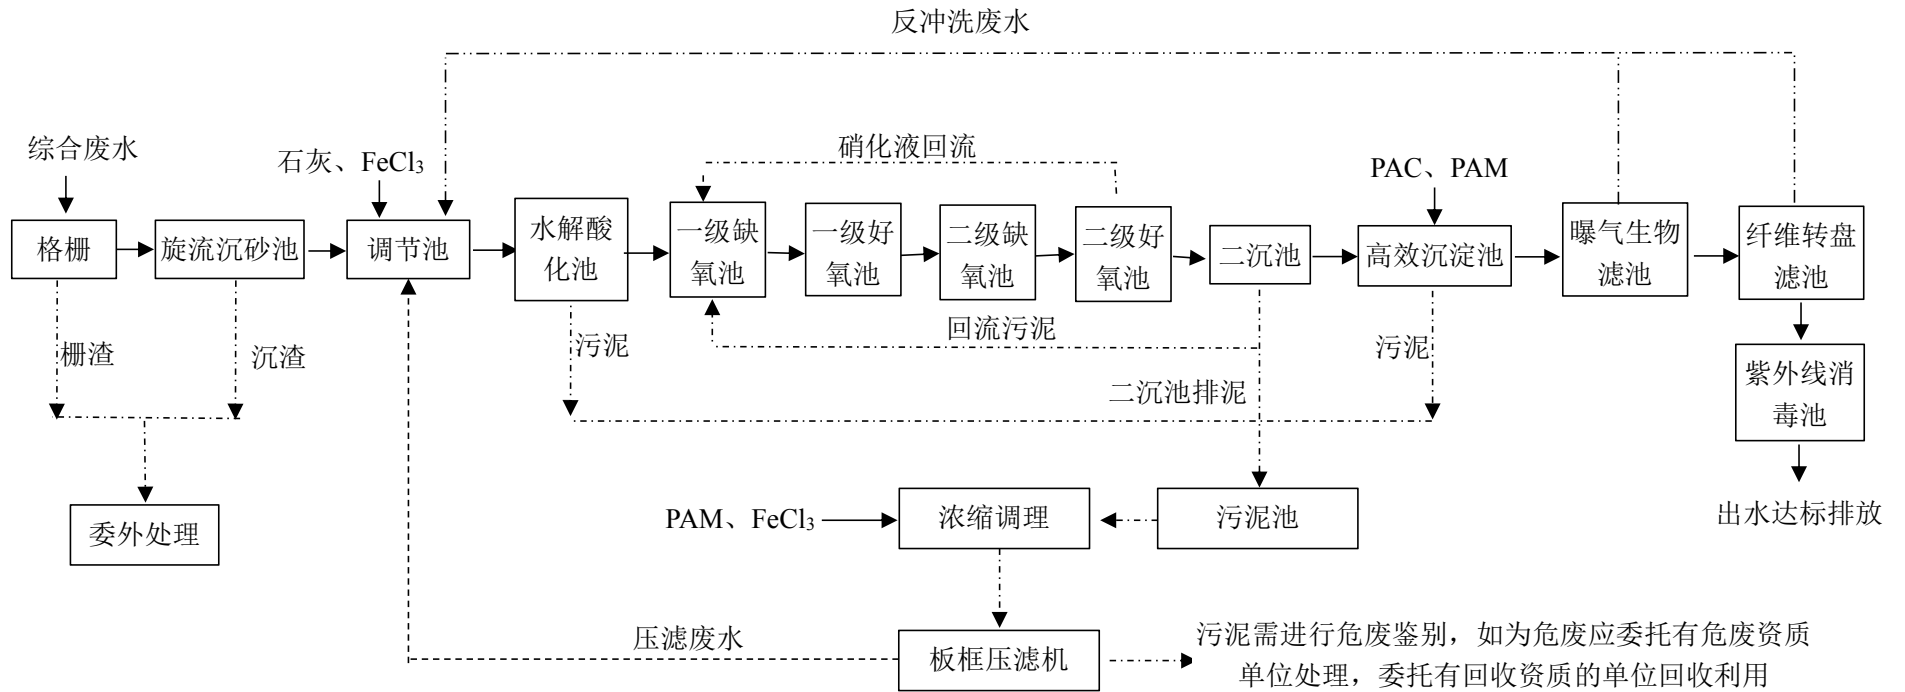 反冲洗废水
综合废水
石灰、FeCl₃
硝化液回流
PAC、PAM
格栅
旋流沉砂池
调节池
水解酸
化池
一级缺
氧池
一级好
氧池
二级缺
氧池
二级好
氧池
二沉池
高效沉淀池
曝气生物
滤池
纤维转盘
滤池
栅渣
沉渣
污泥
回流污泥
污泥
二沉池排泥
紫外线消
毒池
委外处理
PAM、FeCl₃
浓缩调理
污泥池
出水达标排放
压滤废水
板框压滤机
污泥需进行危废鉴别，如为危废应委托有危废资质
单位处理，委托有回收资质的单位回收利用